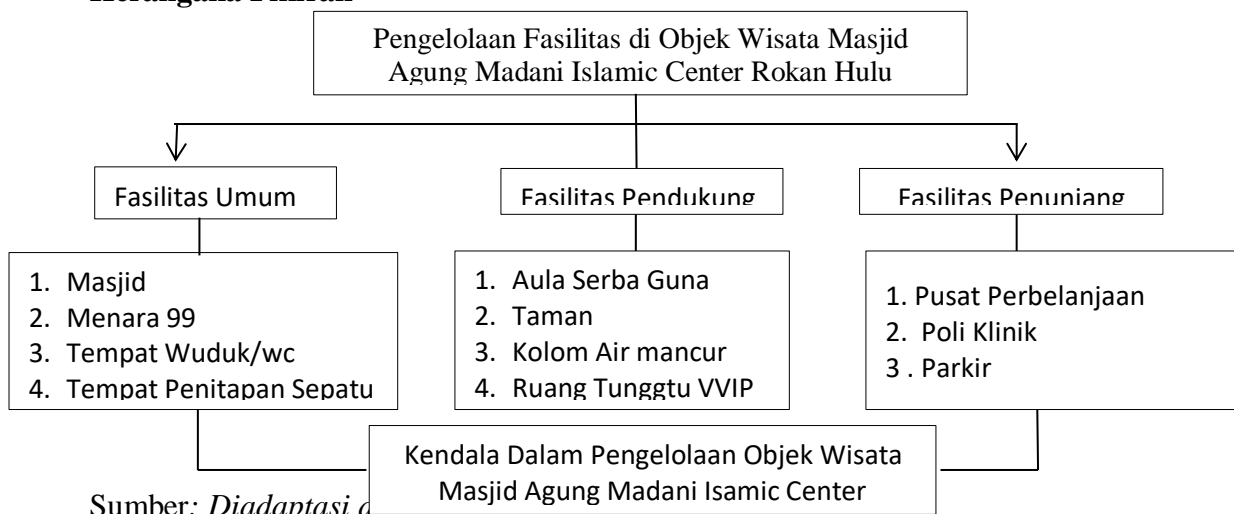 Kerangaka Pikiran
Pengelolaan Fasilitas di Objek Wisata Masjid
Agung Madani Islamic Center Rokan Hulu
Fasilitas Umum
Fasilitas Pendukung
Fasilitas Penunjang
1. Masjid
2. Menara 99
3. Tempat Wuduk/wc
4. Tempat Penitapan Sepatu
1. Aula Serba Guna
2. Taman
3. Kolom Air mancur
4. Ruang Tunggtu VVIP
1. Pusat Perbelanjaan
2. Poli Klinik
3 . Parkir
Kendala Dalam Pengelolaan Objek Wisata
Masjid Agung Madani Isamic Center
Sumber: Diadaptasi